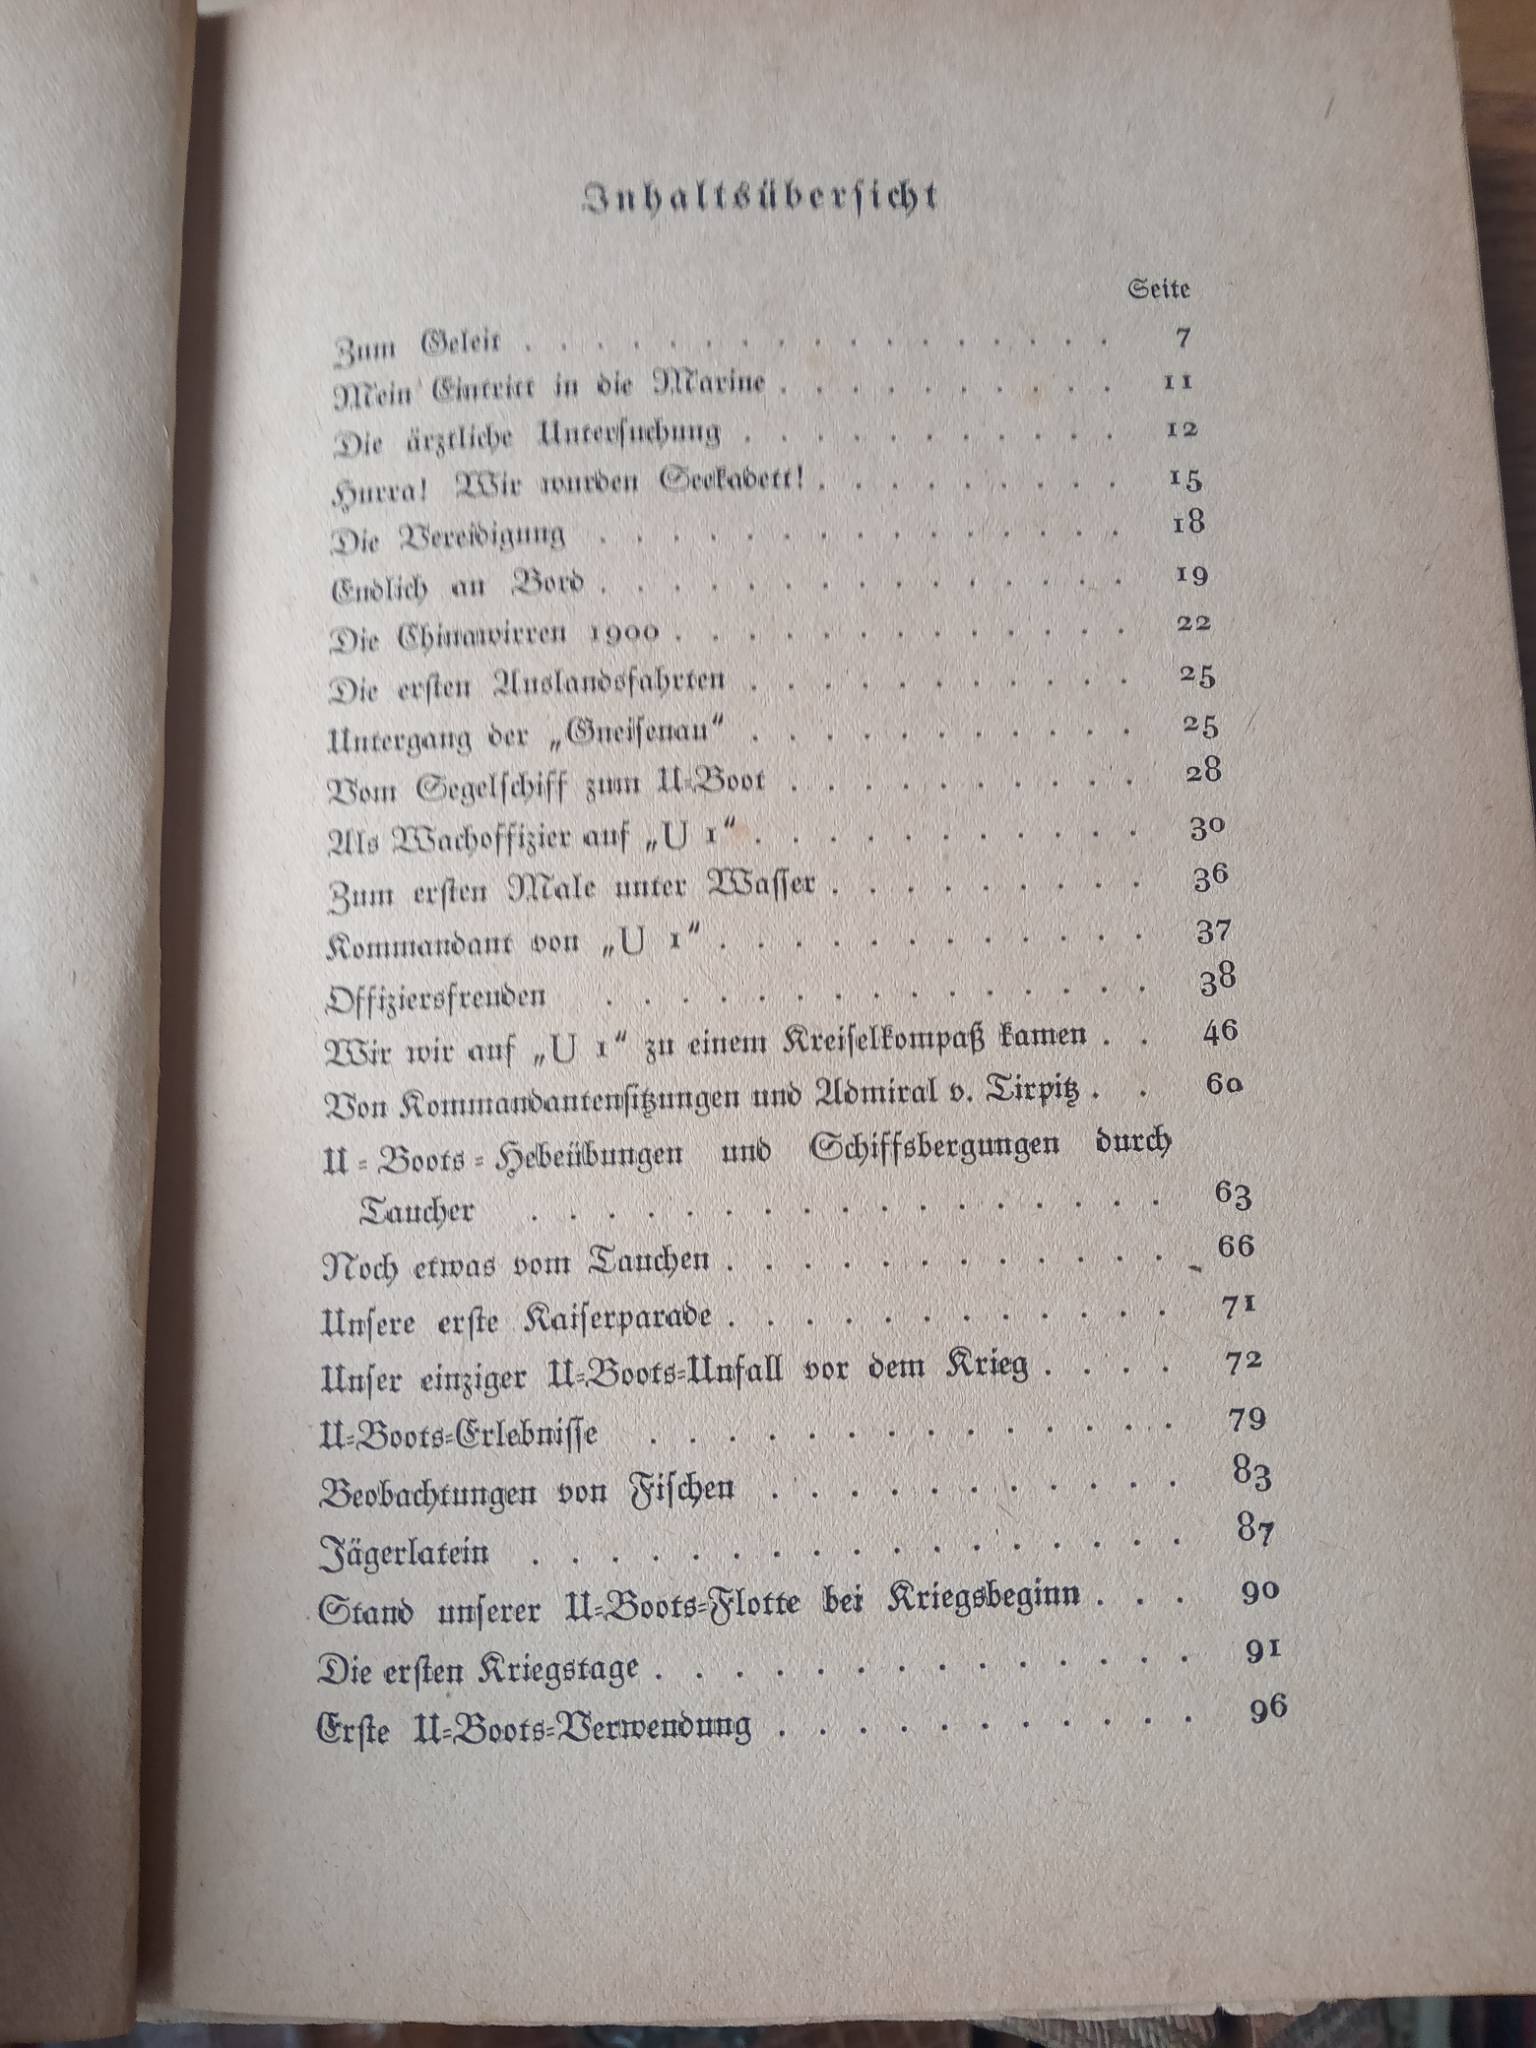 Inhaltsübersicht
Seite
Zum Geleit . . . . . . . . . . . . . . . . . 7
Mein Eintritt in die Marine . . . . . . . . . . 11
Die ärztliche Untersuchung . . . . . . . . . . . 12
Hurra! Wir wurden Seekadett! . . . . . . . . . 15
Die Vereidigung . . . . . . . . . . . . . . . 18
Endlich an Bord . . . . . . . . . . . . . . . 19
Die Chinawirren 1900 . . . . . . . . . . . . . 22
Die ersten Auslandsfahrten . . . . . . . . . . . 25
Untergang der „Gneisenau“ . . . . . . . . . . . 25
Vom Segelschiff zum U-Boot . . . . . . . . . . 28
Als Wachoffizier auf „U 1“ . . . . . . . . . . . 30
Zum ersten Male unter Wasser . . . . . . . . . 36
Kommandant von „U 1“ . . . . . . . . . . . . 37
Offiziersfreuden . . . . . . . . . . . . . . . 38
Wir wir auf „U 1“ zu einem Kreiselkompaß kamen . . 46
Von Kommandantensitzungen und Admiral v. Tirpitz . . 60
U-Boots-Hebeübungen und Schiffsbergungen durch
Taucher . . . . . . . . . . . . . . . . . 63
Noch etwas vom Tauchen . . . . . . . . . . . . 66
Unsere erste Kaiserparade . . . . . . . . . . . . 71
Unser einziger U-Boots-Unfall vor dem Krieg . . . . 72
U-Boots-Erlebnisse . . . . . . . . . . . . . . 79
Beobachtungen von Fischen . . . . . . . . . . . 83
Jägerlatein . . . . . . . . . . . . . . . . . 87
Stand unserer U-Boots-Flotte bei Kriegsbeginn . . . 90
Die ersten Kriegstage . . . . . . . . . . . . . . 91
Erste U-Boots-Verwendung . . . . . . . . . . . 96